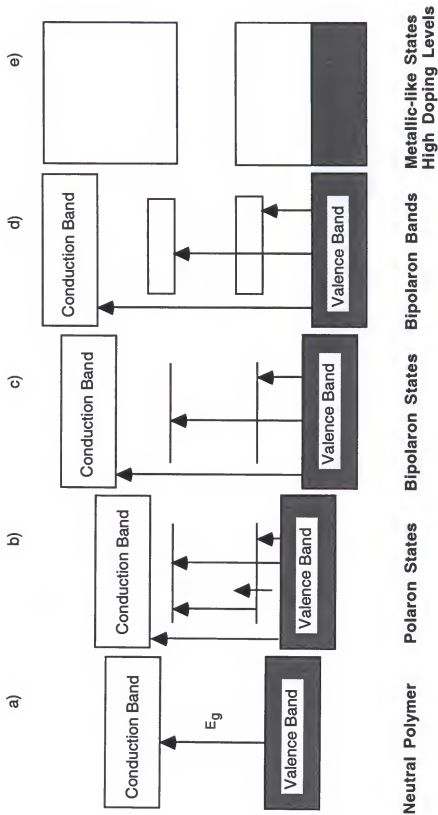 a)
b)
c)
d)
e)
Conduction Band
Conduction Band
Conduction Band
Conduction Band
Eg
Valence Band
Valence Band
Valence Band
Valence Band
Neutral Polymer
Polaron States
Bipolaron States
Bipolaron Bands
Metallic-like States
High Doping Levels